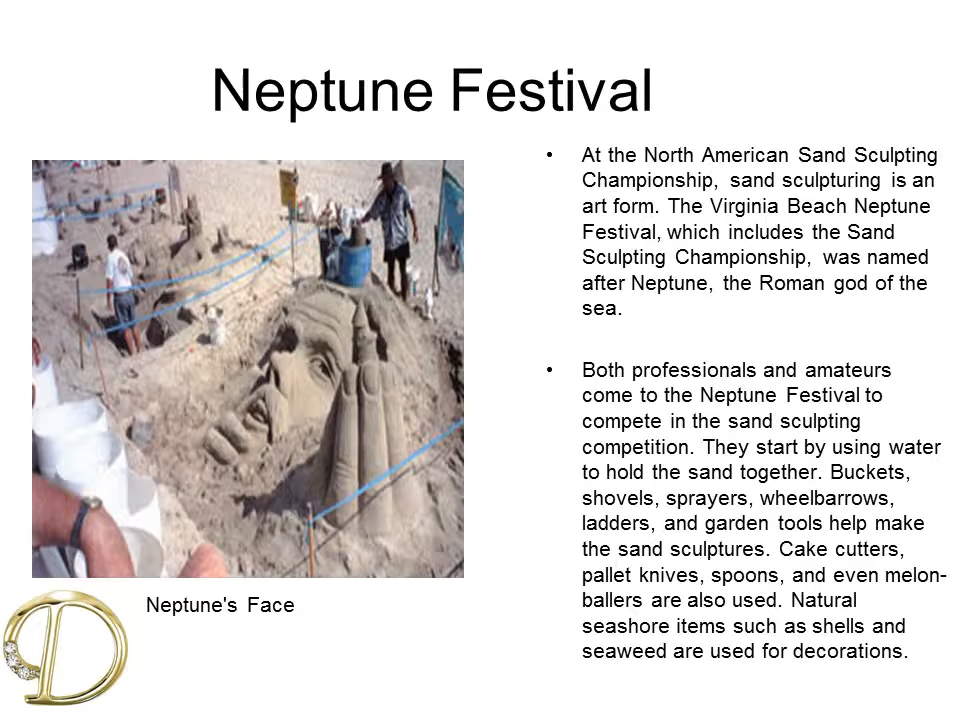 Neptune Festival
• At the North American Sand Sculpting
Championship, sand sculpturing is an
art form. The Virginia Beach Neptune
Festival, which includes the Sand
Sculpting Championship, was named
after Neptune, the Roman god of the
sea.
• Both professionals and amateurs
come to the Neptune Festival to
compete in the sand sculpting
competition. They start by using water
to hold the sand together. Buckets,
shovels, sprayers, wheelbarrows,
ladders, and garden tools help make
the sand sculptures. Cake cutters,
pallet knives, spoons, and even melon-
ballers are also used. Natural
seashore items such as shells and
seaweed are used for decorations.
Neptune's Face
D